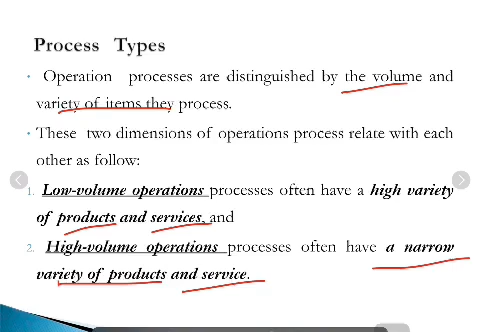 Process Types
• Operation processes are distinguished by the volume and
variety of items they process.
• These two dimensions of operations process relate with each
other as follow:
1. Low-volume operations processes often have a high variety
of products and services, and
2. High-volume operations processes often have a narrow
variety of products and service.